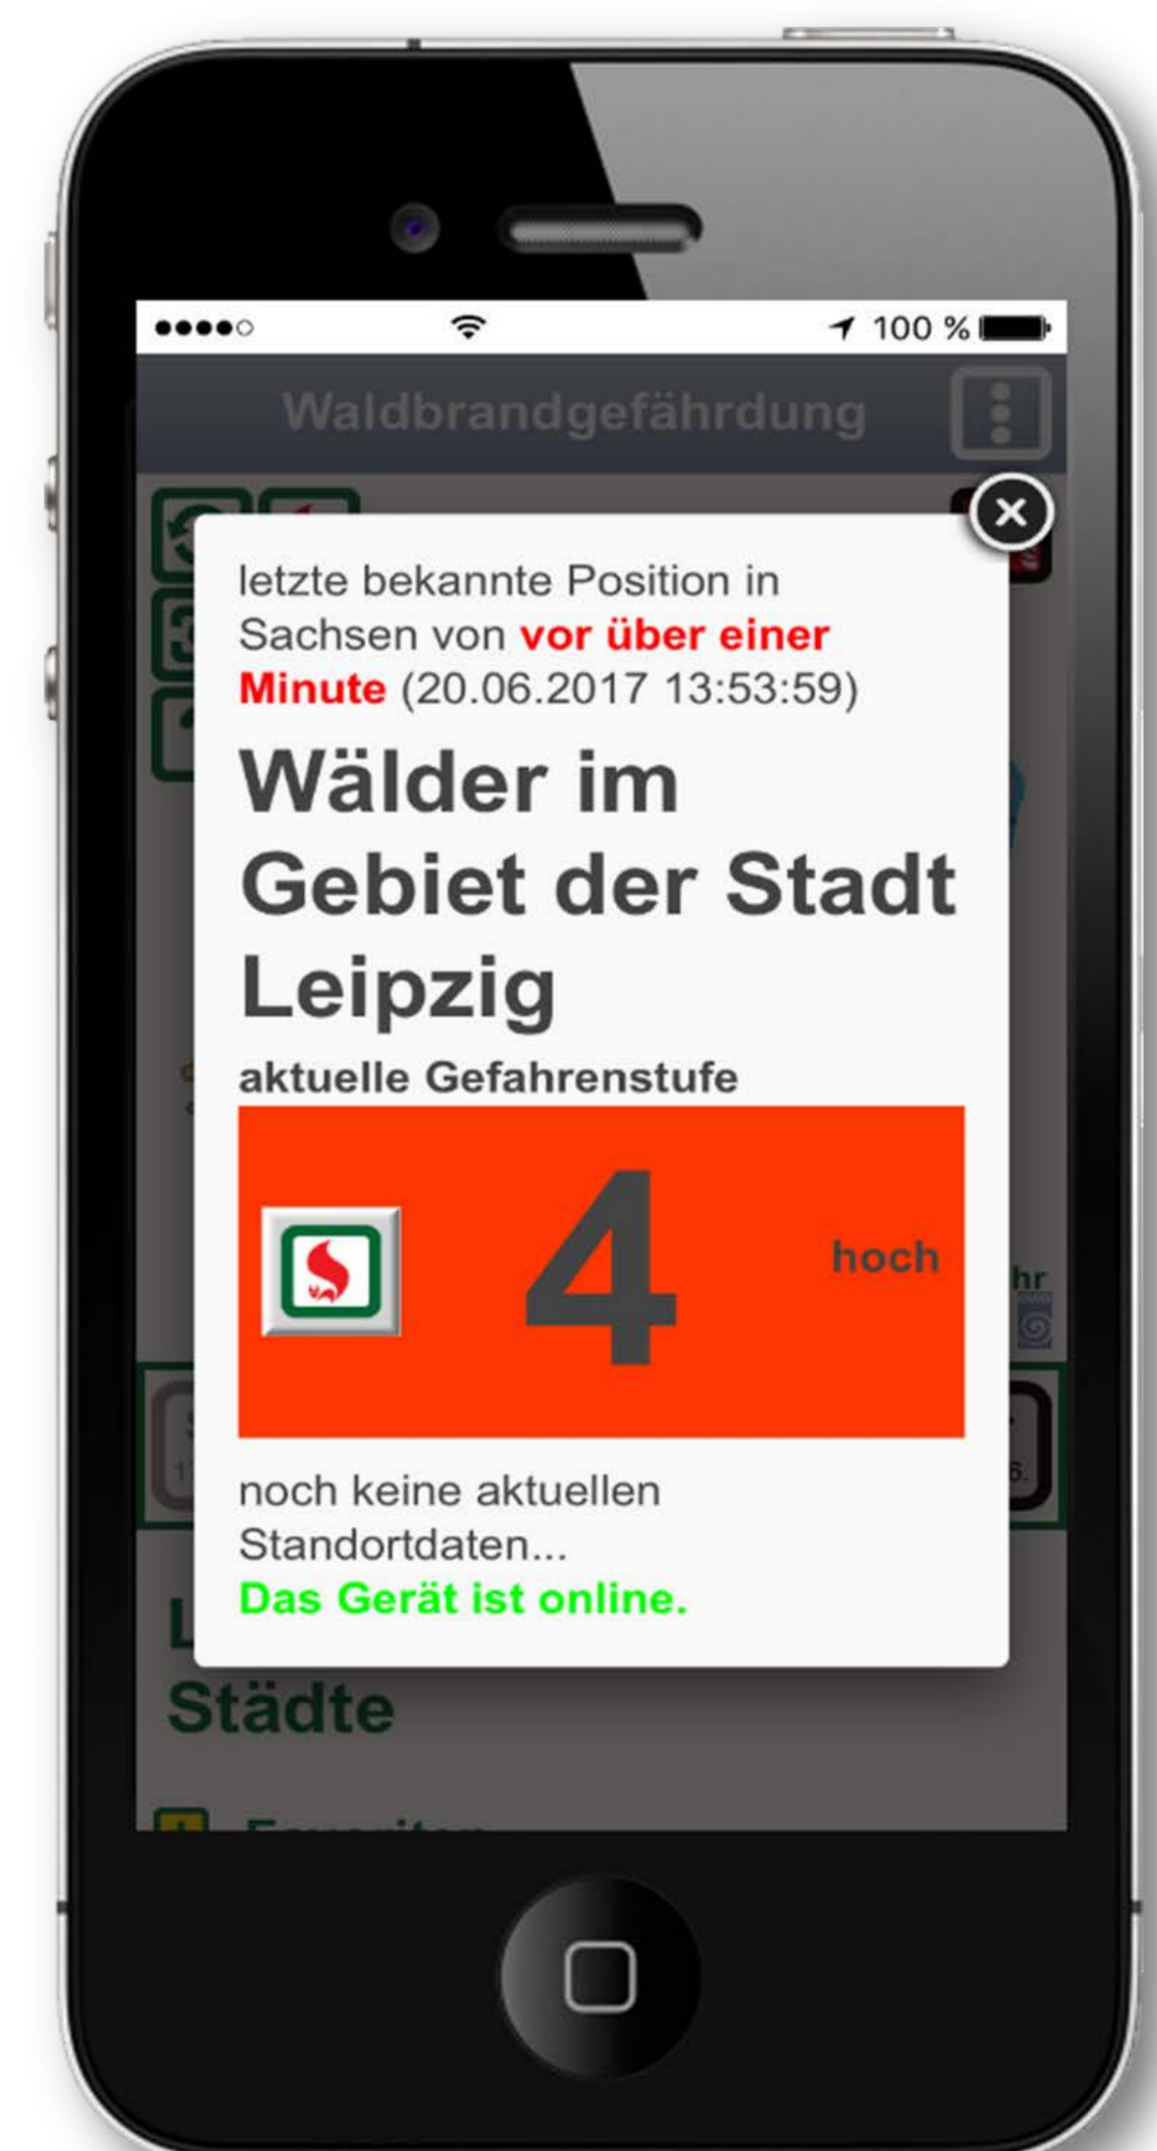 100 %
Waldbrandgefährdung
letzte bekannte Position in
Sachsen von vor über einer
Minute (20.06.2017 13:53:59)
Wälder im
Gebiet der Stadt
Leipzig
aktuelle Gefahrenstufe
4
hoch
hr
noch keine aktuellen
Standortdaten...
Das Gerät ist online.
L
Städte